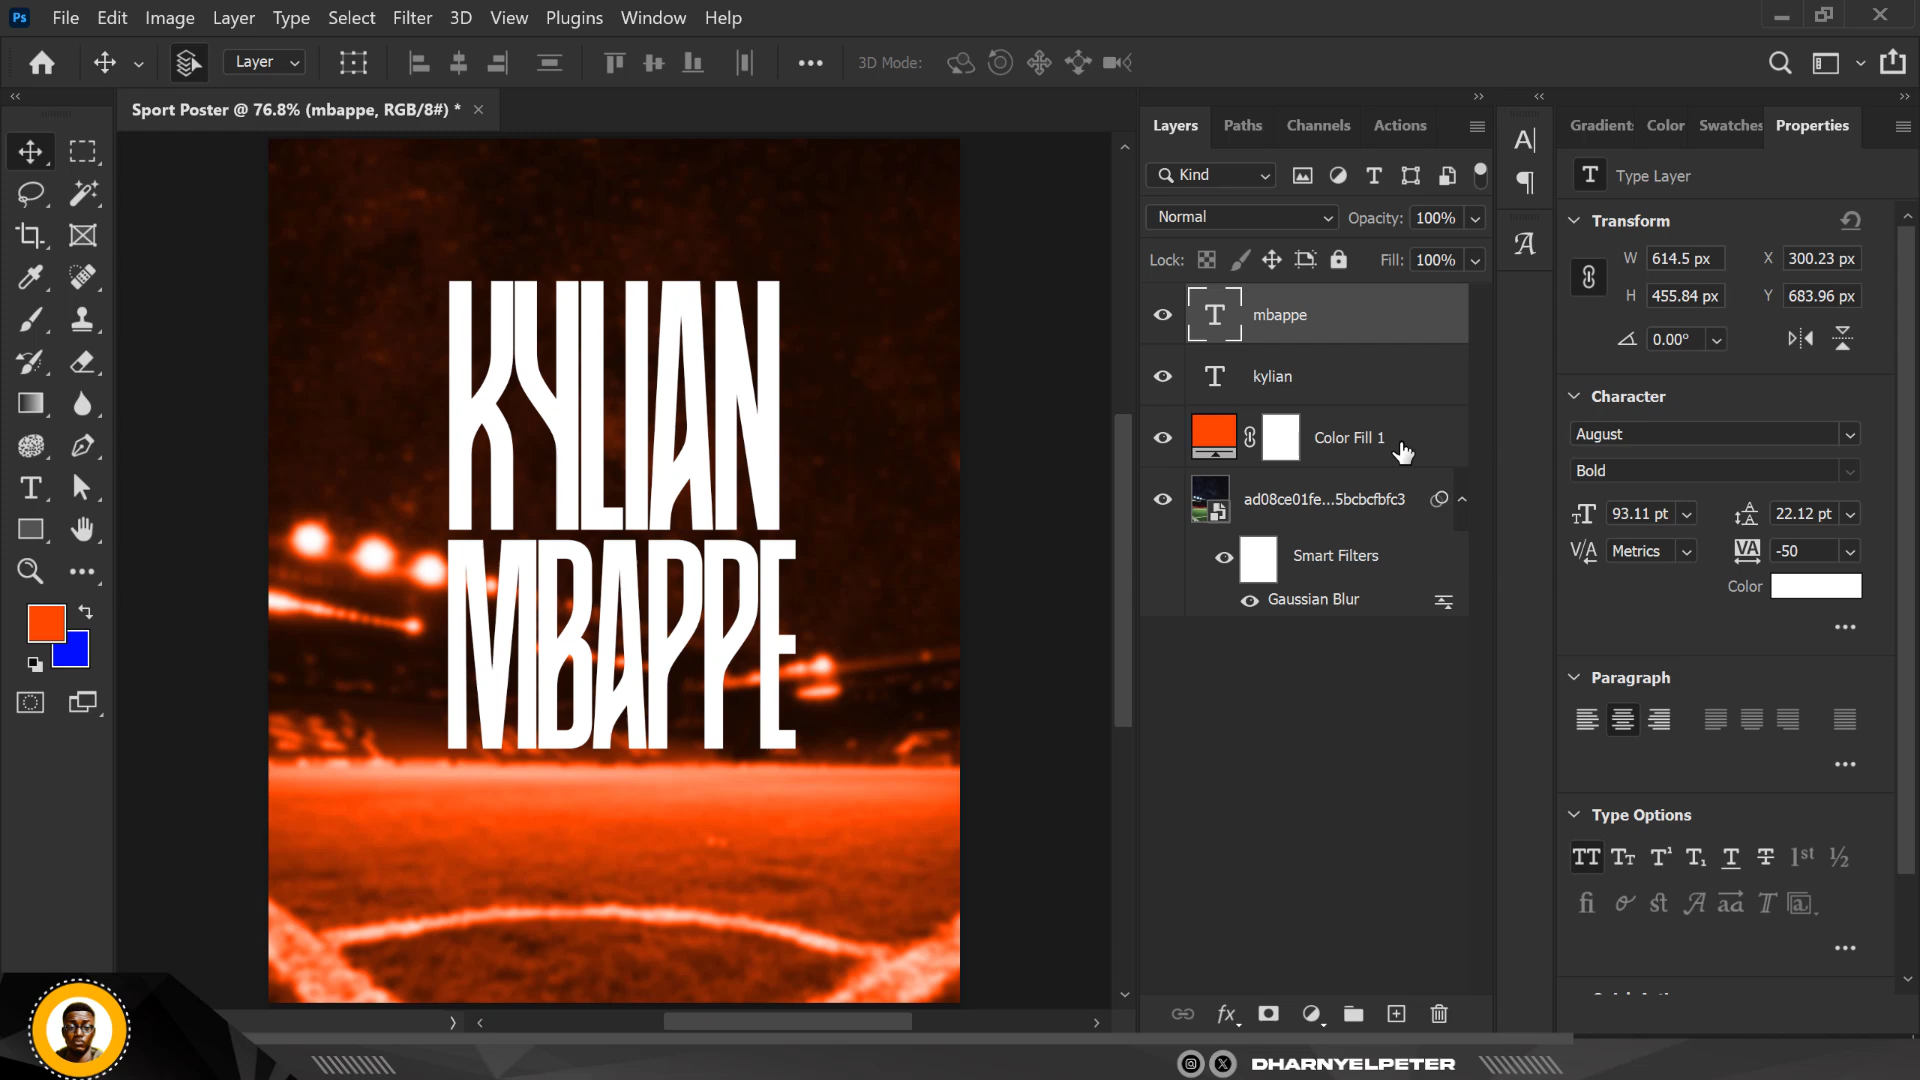 Ps File Edit Image Layer Type Select Filter 3D View Plugins Window Help
Layer 3D Mode:
Sport Poster @ 76.8% (mbappe, RGB/8#) *
KYLIAN
MBAPPE
Layers Paths Channels Actions
Kind
Normal Opacity: 100%
Lock: Fill: 100%
mbappe
kylian
Color Fill 1
ad08ce01fe...5bcbcfbfc3
Smart Filters
Gaussian Blur
fx
Gradient Color Swatches Properties
Type Layer
Transform
W 614.5 px X 300.23 px
H 455.84 px Y 683.96 px
0.00°
Character
August
Bold
93.11 pt 22.12 pt
Metrics -50
Color
Paragraph
Type Options
DHARNYELPETER